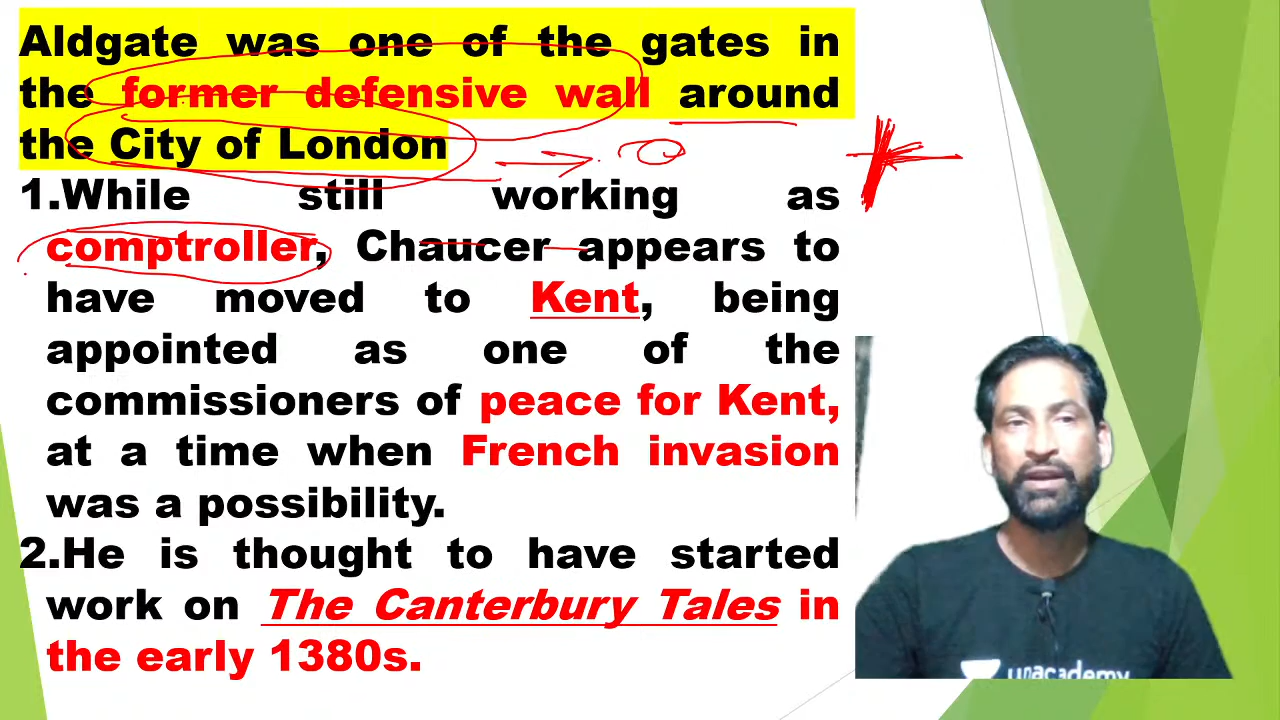 Aldgate was one of the gates in
the former defensive wall around
the City of London
1.While still working as
comptroller, Chaucer appears to
have moved to Kent, being
appointed as one of the
commissioners of peace for Kent,
at a time when French invasion
was a possibility.
2.He is thought to have started
work on The Canterbury Tales in
the early 1380s.
unacademy